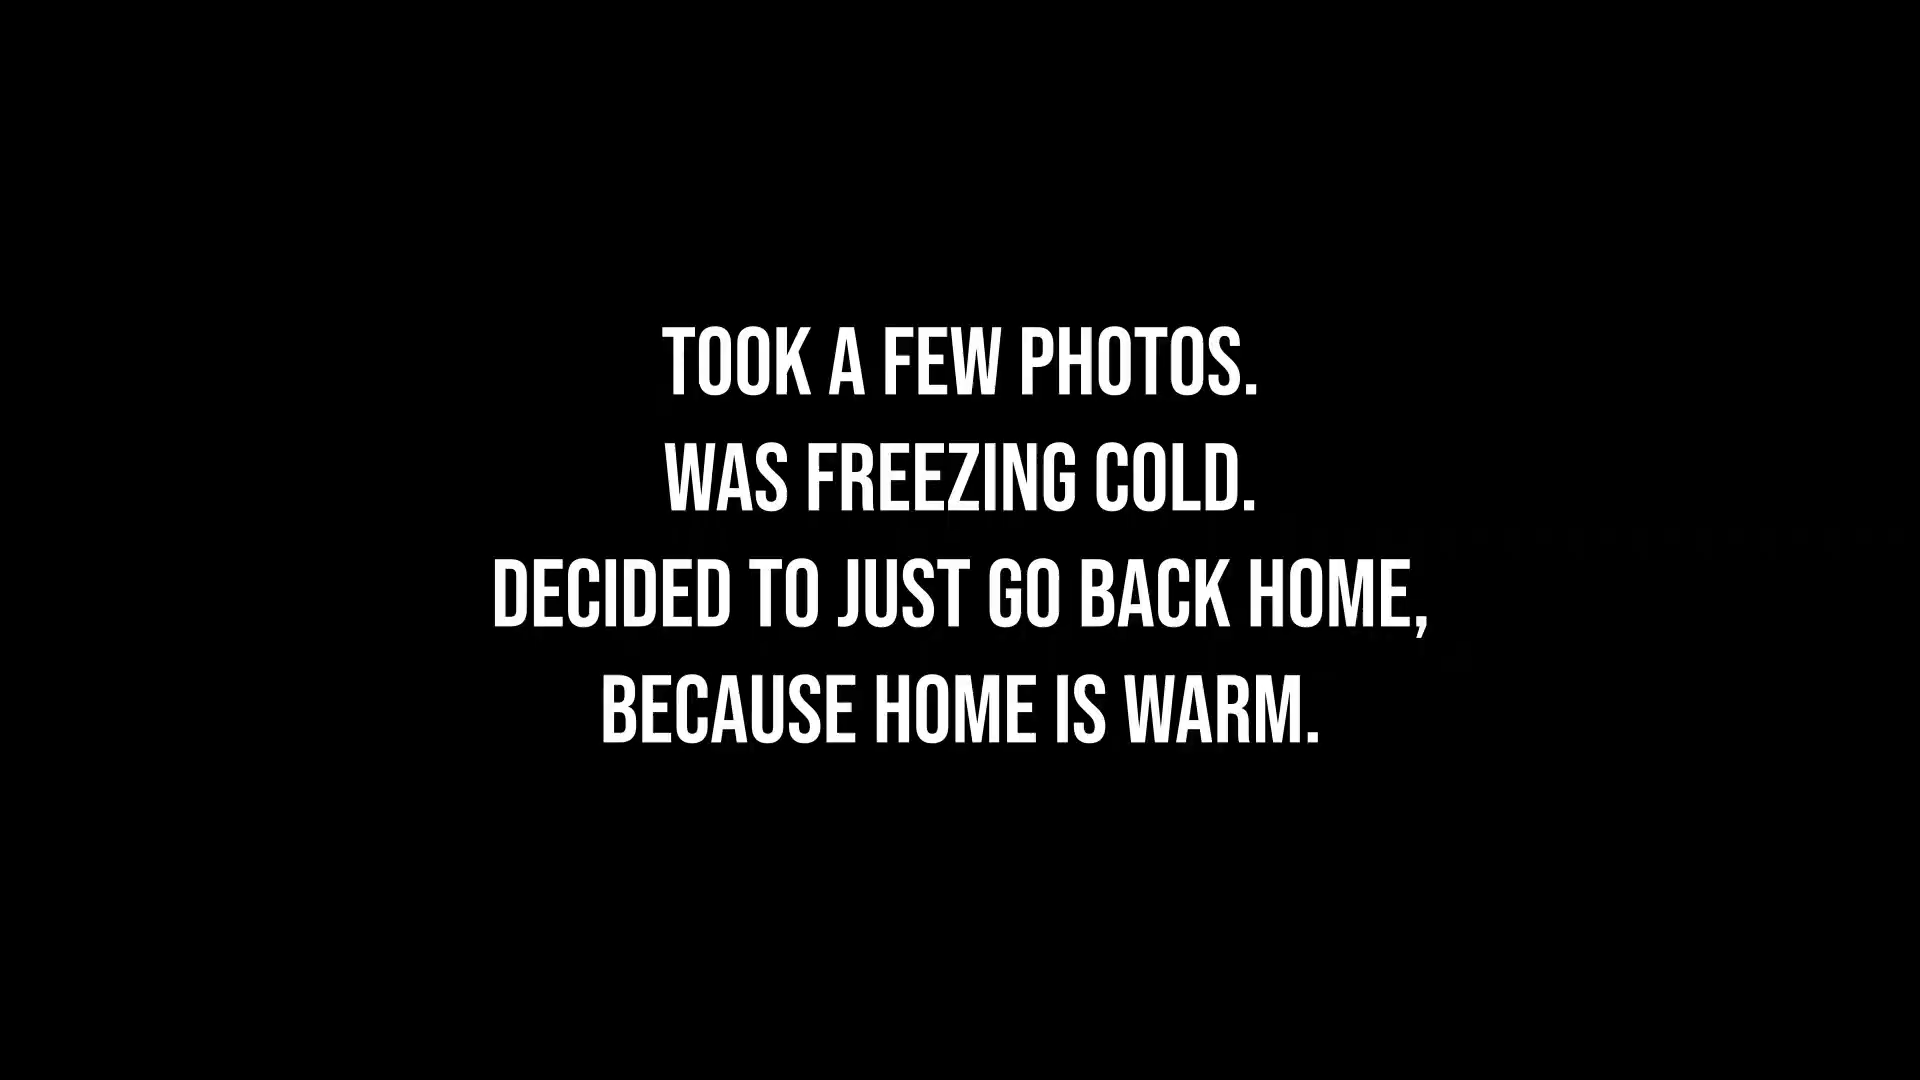 TOOK A FEW PHOTOS.
WAS FREEZING COLD.
DECIDED TO JUST GO BACK HOME,
BECAUSE HOME IS WARM.